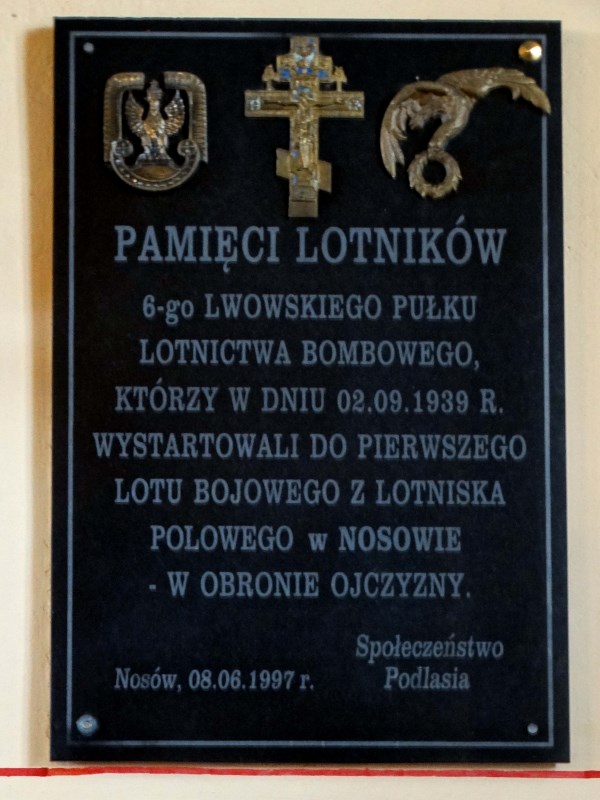 PAMIĘCI LOTNIKÓW
6-go LWOWSKIEGO PUŁKU
LOTNICTWA BOMBOWEGO,
KTÓRZY W DNIU 02.09.1939 R.
WYSTARTOWALI DO PIERWSZEGO
LOTU BOJOWEGO Z LOTNISKA
POLOWEGO w NOSOWIE
- W OBRONIE OJCZYZNY.
Społeczeństwo
Podlasia
Nosów, 08.06.1997 r.